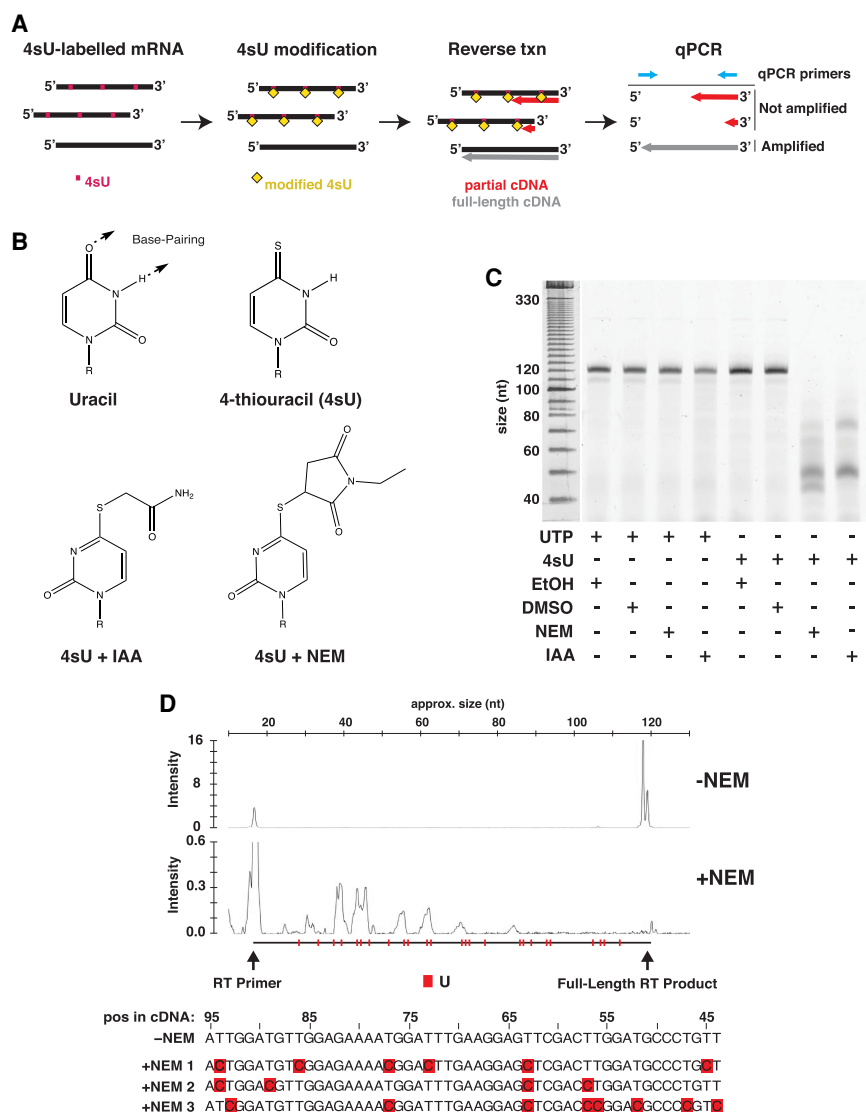 A
4sU-labelled mRNA
4sU modification
Reverse txn
qPCR
5’ 3’
5’ 3’
5’ 3’
4sU
5’ 3’
5’ 3’
5’ 3’
modified 4sU
5’ 3’
5’ 3’
5’ 3’
partial cDNA
full-length cDNA
qPCR primers
5’ 3’
5’ 3’
Not amplified
5’ 3’
Amplified
B
O
Base-Pairing
H
N
N
O
R
Uracil
S
H
N
N
O
R
4-thiouracil (4sU)
NH2
O
S
N
N
O
R
4sU + IAA
O
N
O
S
N
N
O
R
4sU + NEM
C
size (nt)
330
120
100
80
60
40
UTP + + + + - - - -
4sU - - - - + + + +
EtOH + - - - + - - -
DMSO - + - - - + - -
NEM - - + - - - + -
IAA - - - + - - - +
D
approx. size (nt)
20 40 60 80 100 120
Intensity
16
8
0
-NEM
Intensity
0.6
0.3
0.0
+NEM
RT Primer
U
Full-Length RT Product
pos in cDNA: 95 85 75 65 55 45
–NEM ATTGGATGTTGGAGAAAATGGATTTGAAGGAGTTCGACTTGGATGCCCTGTT
+NEM 1 ACTGGATGTCGGAGAAAACGGACTTGAAGGAGCTCGACTTGGATGCCCTGCT
+NEM 2 ACTGGACGTTGGAGAAAATGGATTTGAAGGAGCTCGACCTGGATGCCCTGTT
+NEM 3 ATCGGATGTTGGAGAAAACGGATTTGAAGGAGCTCGACCCGGACGCCCCGTC